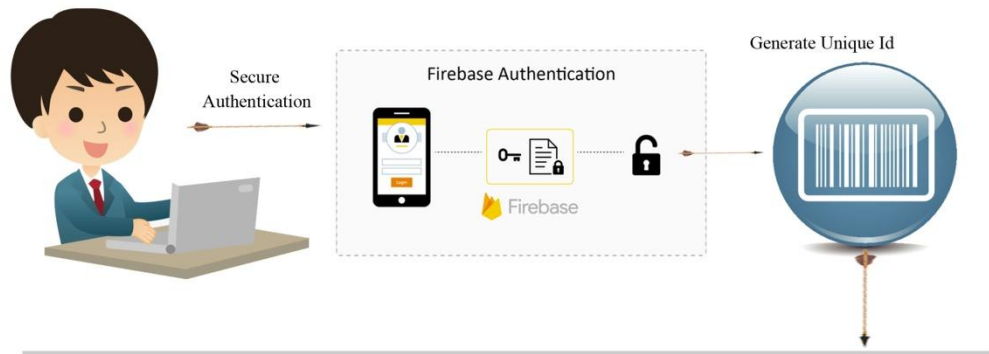 Generate Unique Id
Secure
Authentication
Firebase Authentication
Login
Firebase